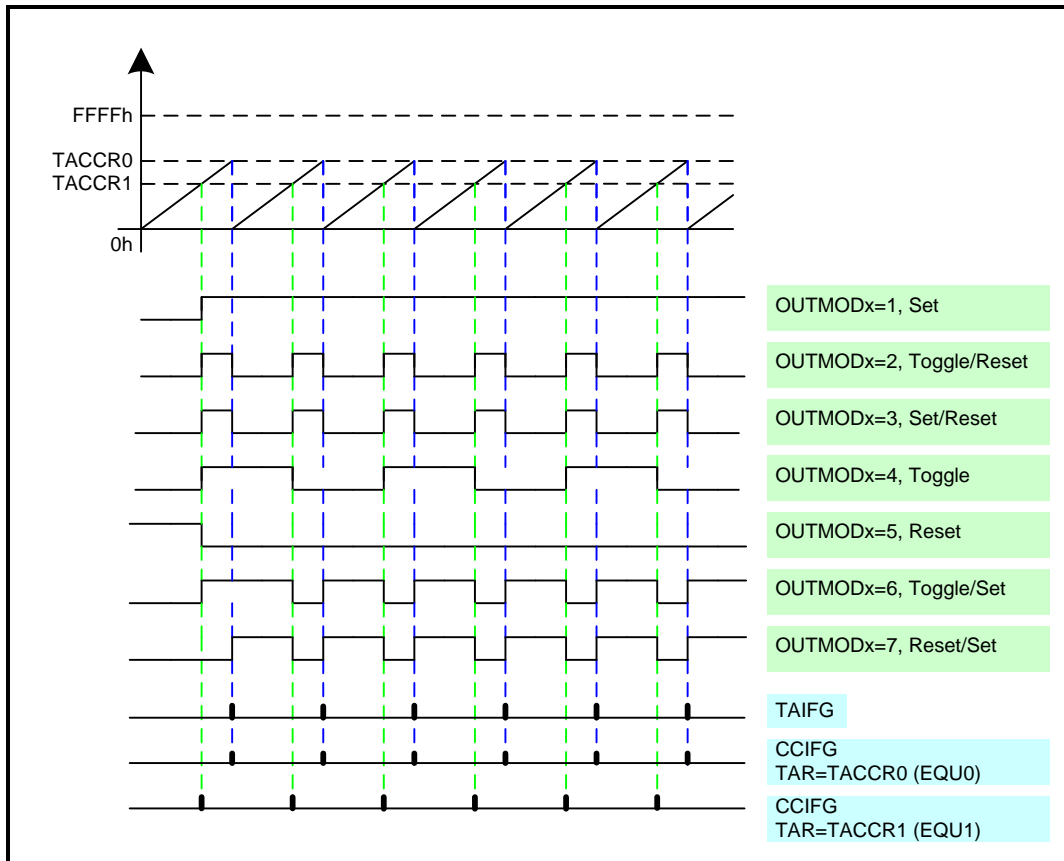 FFFFh
TACCR0
TACCR1
0h
OUTMODx=1, Set
OUTMODx=2, Toggle/Reset
OUTMODx=3, Set/Reset
OUTMODx=4, Toggle
OUTMODx=5, Reset
OUTMODx=6, Toggle/Set
OUTMODx=7, Reset/Set
TAIFG
CCIFG
TAR=TACCR0 (EQU0)
CCIFG
TAR=TACCR1 (EQU1)